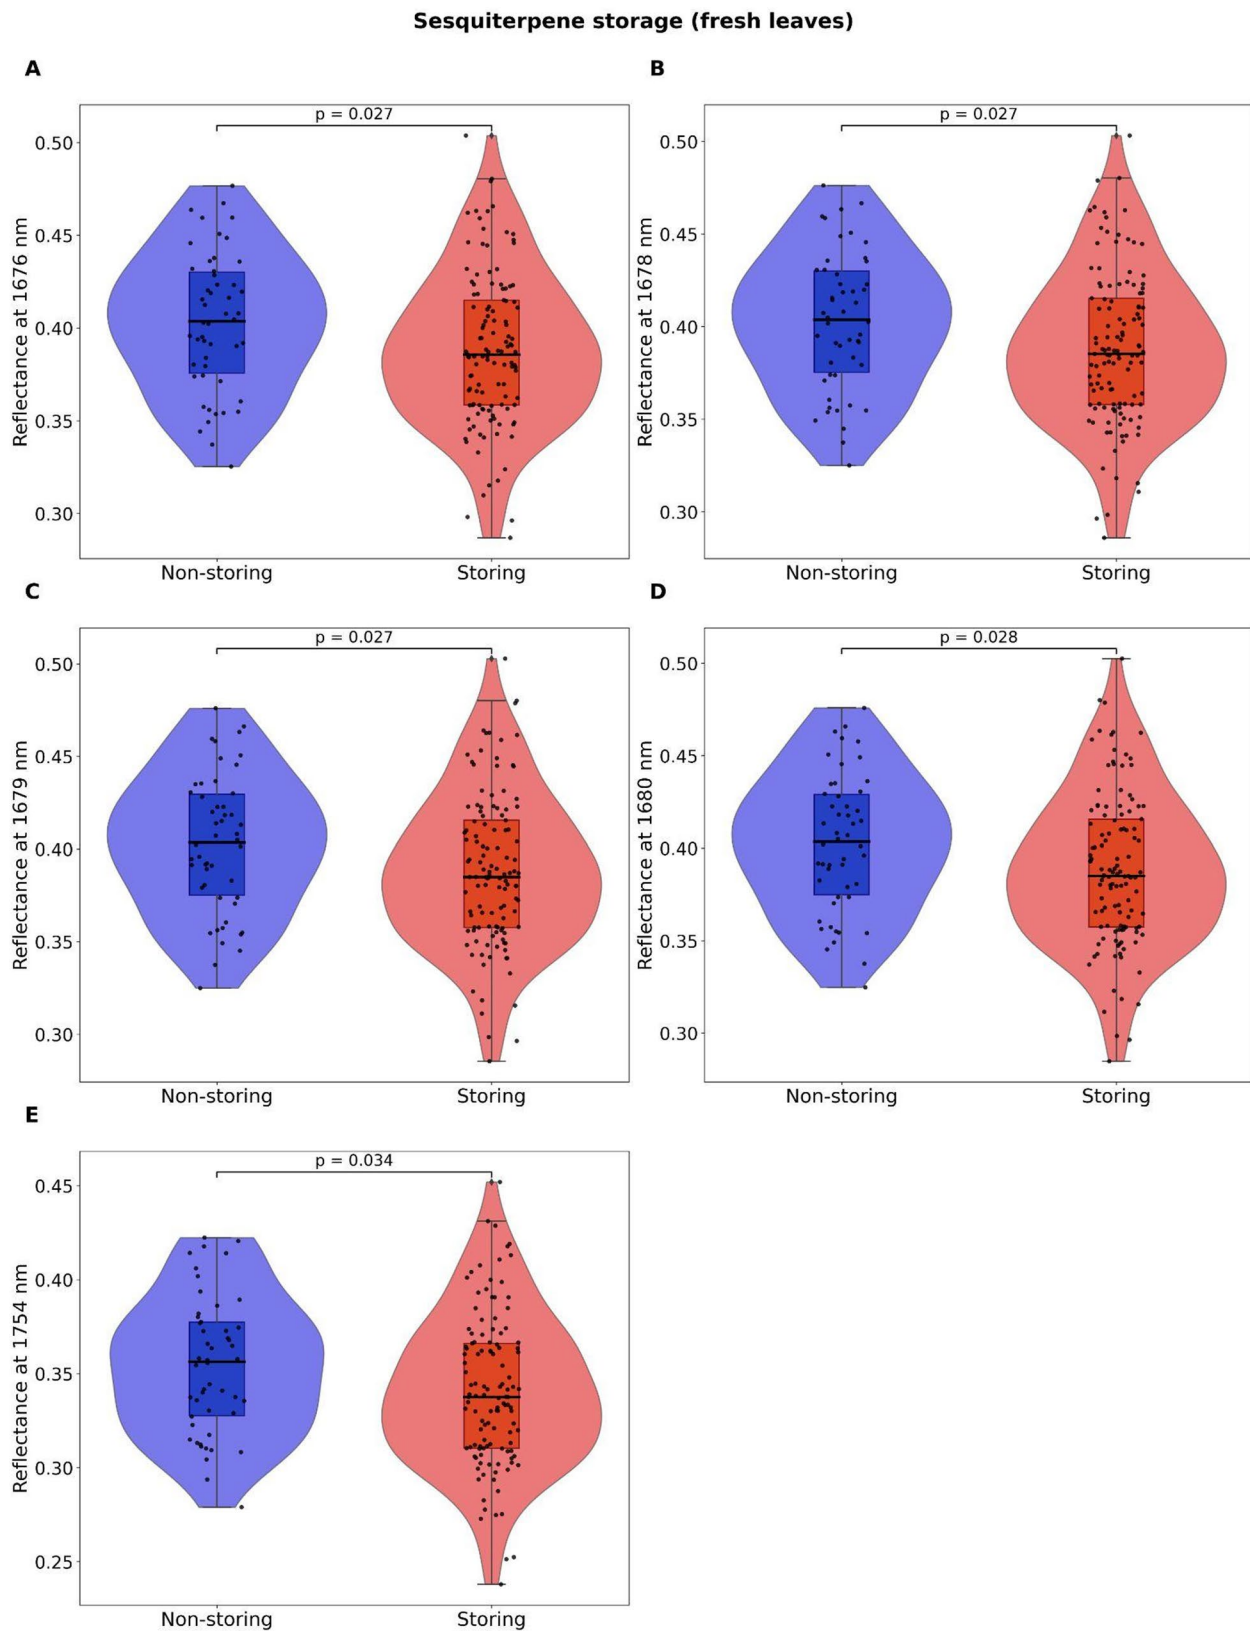 Sesquiterpene storage (fresh leaves)
A
p = 0.027
Reflectance at 1676 nm
0.50
0.45
0.40
0.35
0.30
Non-storing
Storing
B
p = 0.027
Reflectance at 1678 nm
0.50
0.45
0.40
0.35
0.30
Non-storing
Storing
C
p = 0.027
Reflectance at 1679 nm
0.50
0.45
0.40
0.35
0.30
Non-storing
Storing
D
p = 0.028
Reflectance at 1680 nm
0.50
0.45
0.40
0.35
0.30
Non-storing
Storing
E
p = 0.034
Reflectance at 1754 nm
0.45
0.40
0.35
0.30
0.25
Non-storing
Storing